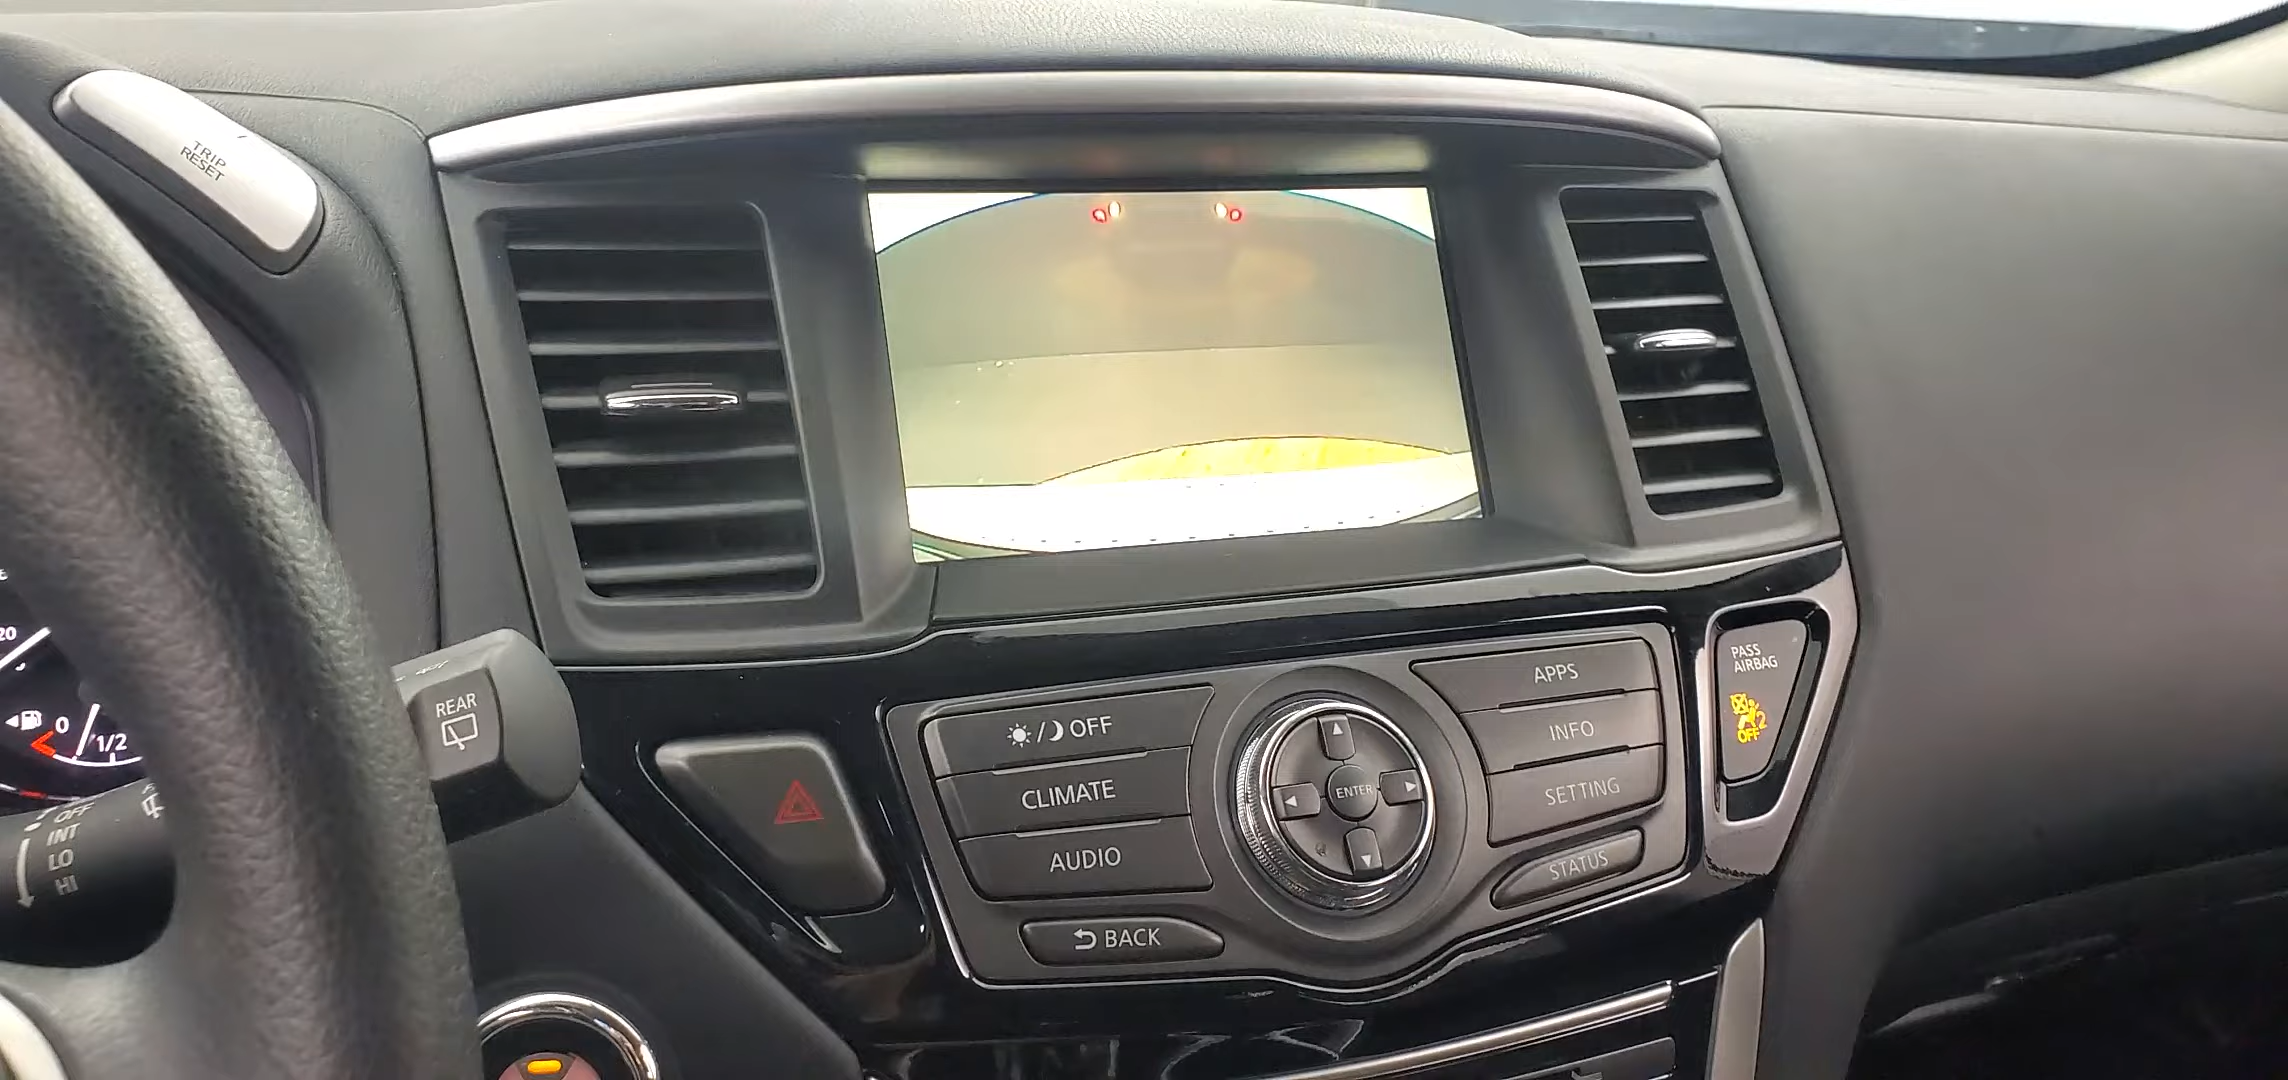 TRIP
RESET
20
0
1/2
REAR
OFF
INT
LO
HI
OFF
CLIMATE
AUDIO
BACK
ENTER
APPS
INFO
SETTING
STATUS
PASS
AIRBAG
2
OFF